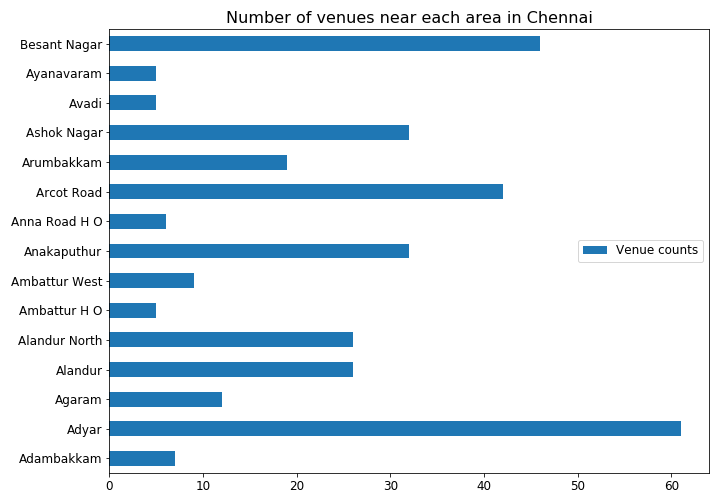 Number of venues near each area in Chennai
Besant Nagar
Ayanavaram
Avadi
Ashok Nagar
Arumbakkam
Arcot Road
Anna Road H O
Anakaputhur
Venue counts
Ambattur West
Ambattur H O
Alandur North
Alandur
Agaram
Adyar
Adambakkam
0 10 20 30 40 50 60